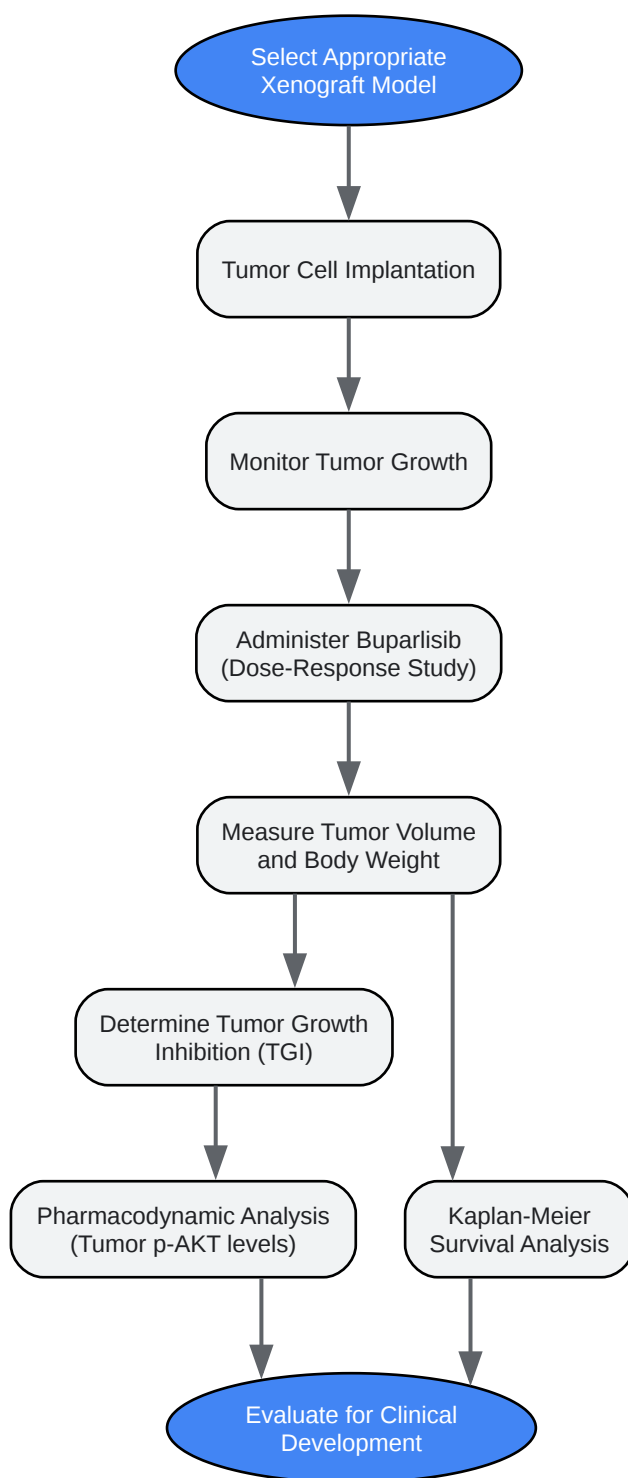 Select Appropriate
Xenograft Model
Tumor Cell Implantation
Monitor Tumor Growth
Administer Buparlisib
(Dose-Response Study)
Measure Tumor Volume
and Body Weight
Determine Tumor Growth
Inhibition (TGI)
Pharmacodynamic Analysis
(Tumor p-AKT levels)
Kaplan-Meier
Survival Analysis
Evaluate for Clinical
Development